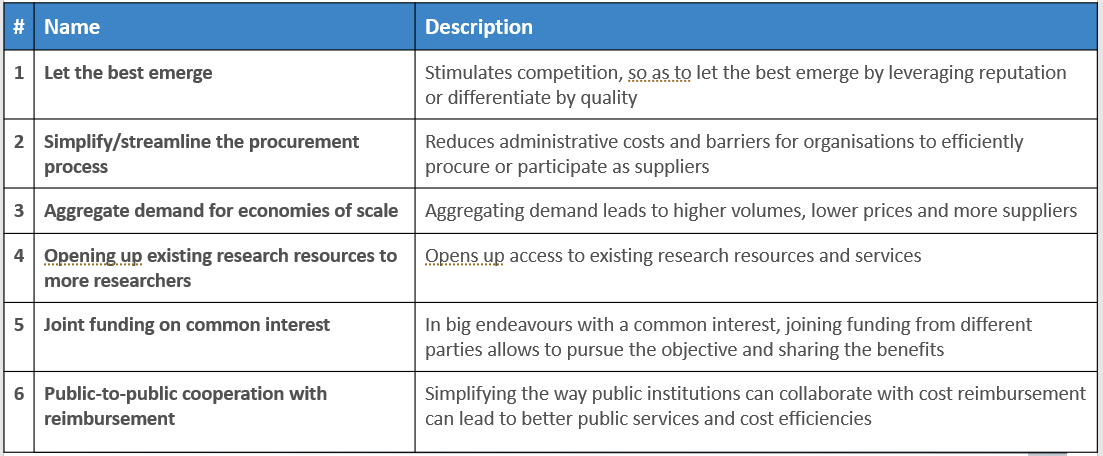 # Name Description
1 Let the best emerge Stimulates competition, so as to let the best emerge by leveraging reputation
or differentiate by quality
2 Simplify/streamline the procurement Reduces administrative costs and barriers for organisations to efficiently
process procure or participate as suppliers
3 Aggregate demand for economies of scale Aggregating demand leads to higher volumes, lower prices and more suppliers
4 Opening up existing research resources to Opens up access to existing research resources and services
more researchers
5 Joint funding on common interest In big endeavours with a common interest, joining funding from different
parties allows to pursue the objective and sharing the benefits
6 Public-to-public cooperation with Simplifying the way public institutions can collaborate with cost reimbursement
reimbursement can lead to better public services and cost efficiencies